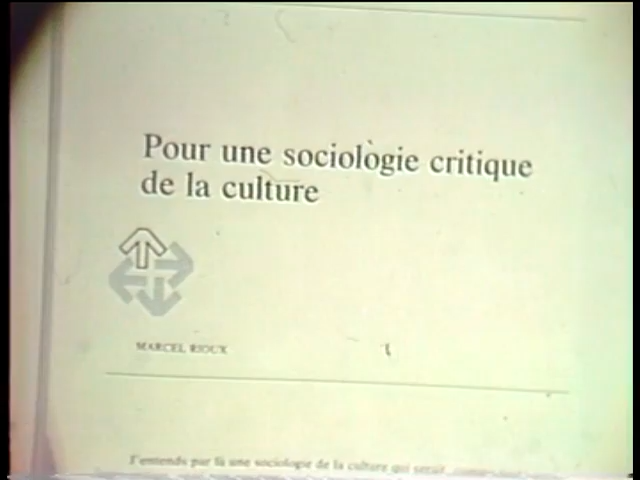 Pour une sociologie critique
de la culture
MARCEL RIOUX
J'entends par là une sociologie de la culture qui serait